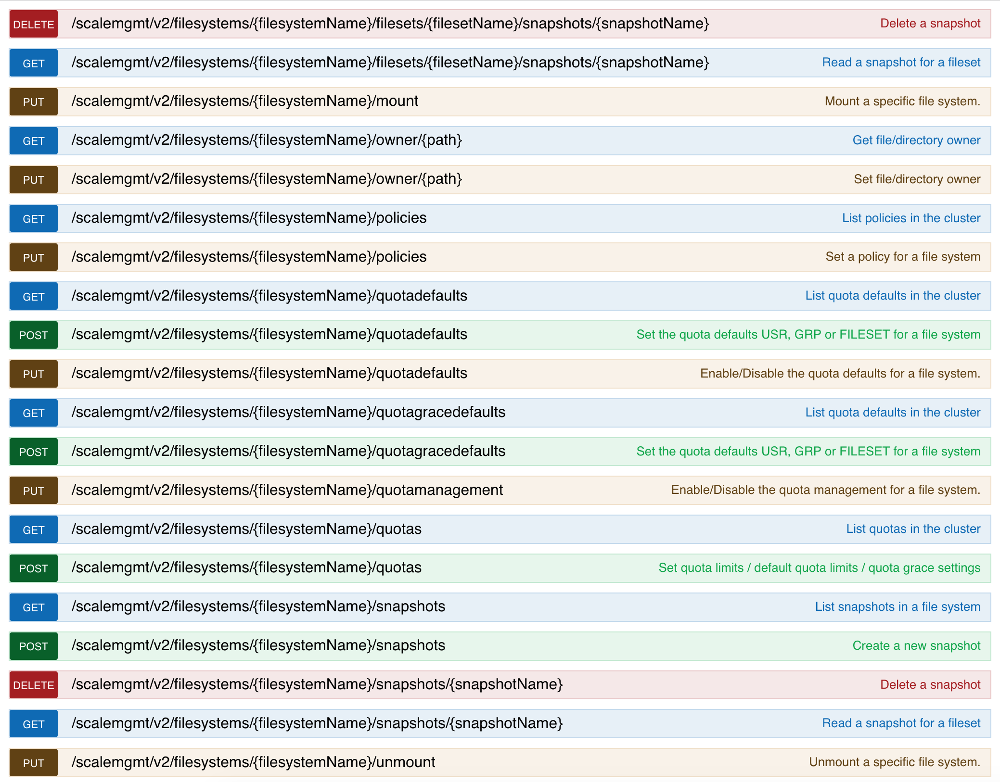 DELETE /scalemgmt/v2/filesystems/{filesystemName}/filesets/{filesetName}/snapshots/{snapshotName} Delete a snapshot
GET /scalemgmt/v2/filesystems/{filesystemName}/filesets/{filesetName}/snapshots/{snapshotName} Read a snapshot for a fileset
PUT /scalemgmt/v2/filesystems/{filesystemName}/mount Mount a specific file system.
GET /scalemgmt/v2/filesystems/{filesystemName}/owner/{path} Get file/directory owner
PUT /scalemgmt/v2/filesystems/{filesystemName}/owner/{path} Set file/directory owner
GET /scalemgmt/v2/filesystems/{filesystemName}/policies List policies in the cluster
PUT /scalemgmt/v2/filesystems/{filesystemName}/policies Set a policy for a file system
GET /scalemgmt/v2/filesystems/{filesystemName}/quotadefaults List quota defaults in the cluster
POST /scalemgmt/v2/filesystems/{filesystemName}/quotadefaults Set the quota defaults USR, GRP or FILESET for a file system
PUT /scalemgmt/v2/filesystems/{filesystemName}/quotadefaults Enable/Disable the quota defaults for a file system.
GET /scalemgmt/v2/filesystems/{filesystemName}/quotagracedefaults List quota defaults in the cluster
POST /scalemgmt/v2/filesystems/{filesystemName}/quotagracedefaults Set the quota defaults USR, GRP or FILESET for a file system
PUT /scalemgmt/v2/filesystems/{filesystemName}/quotamanagement Enable/Disable the quota management for a file system.
GET /scalemgmt/v2/filesystems/{filesystemName}/quotas List quotas in the cluster
POST /scalemgmt/v2/filesystems/{filesystemName}/quotas Set quota limits / default quota limits / quota grace settings
GET /scalemgmt/v2/filesystems/{filesystemName}/snapshots List snapshots in a file system
POST /scalemgmt/v2/filesystems/{filesystemName}/snapshots Create a new snapshot
DELETE /scalemgmt/v2/filesystems/{filesystemName}/snapshots/{snapshotName} Delete a snapshot
GET /scalemgmt/v2/filesystems/{filesystemName}/snapshots/{snapshotName} Read a snapshot for a fileset
PUT /scalemgmt/v2/filesystems/{filesystemName}/unmount Unmount a specific file system.